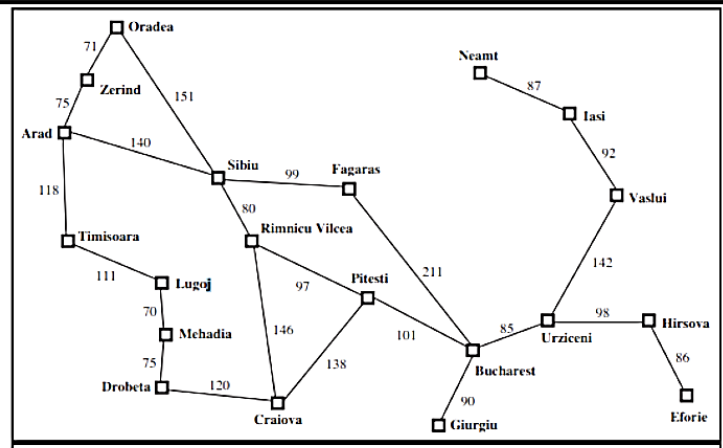 Oradea
71
Neamt
Zerind
87
75
151
Iasi
Arad
140
92
Sibiu
99
Fagaras
118
80
Vaslui
Timisoara
Rimnicu Vilcea
111
Lugoj
97
Pitesti
211
142
70
98
Hirsova
Mehadia
146
101
85
Urziceni
75
138
86
Bucharest
Drobeta
120
90
Craiova
Giurgiu
Eforie